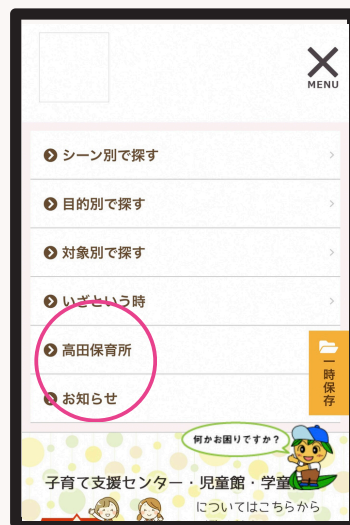 MENU
シーン別で探す
目的別で探す
対象別で探す
いざという時
高田保育所
お知らせ
一時保存
何かお困りですか？
子育て支援センター・児童館・学童
についてはこちらから